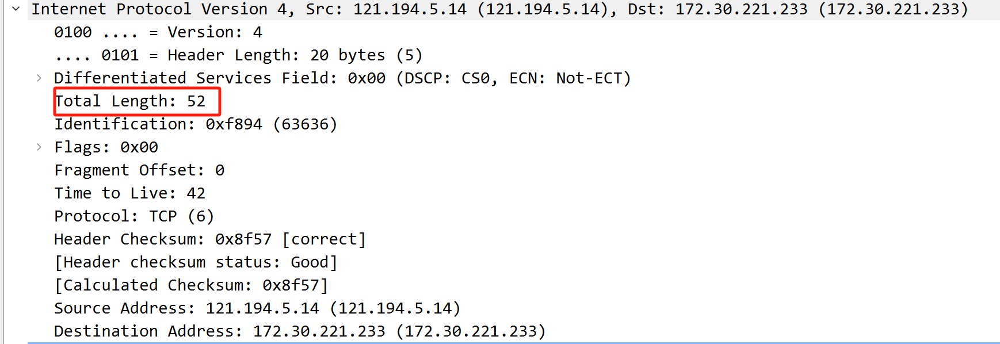 Internet Protocol Version 4, Src: 121.194.5.14 (121.194.5.14), Dst: 172.30.221.233 (172.30.221.233)
0100 .... = Version: 4
.... 0101 = Header Length: 20 bytes (5)
Differentiated Services Field: 0x00 (DSCP: CS0, ECN: Not-ECT)
Total Length: 52
Identification: 0xf894 (63636)
Flags: 0x00
Fragment Offset: 0
Time to Live: 42
Protocol: TCP (6)
Header Checksum: 0x8f57 [correct]
[Header checksum status: Good]
[Calculated Checksum: 0x8f57]
Source Address: 121.194.5.14 (121.194.5.14)
Destination Address: 172.30.221.233 (172.30.221.233)